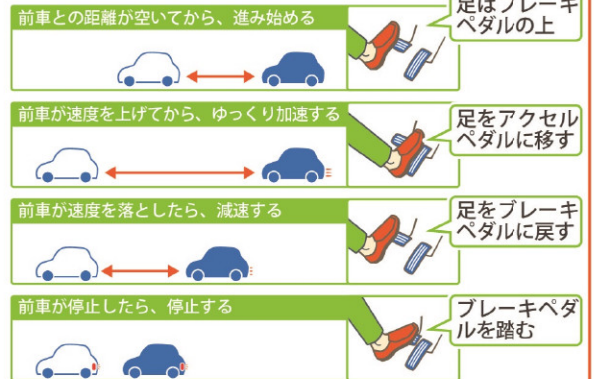 前車との距離が空いてから、進み始める
足はブレーキ
ペダルの上
前車が速度を上げてから、ゆっくり加速する
足をアクセル
ペダルに移す
前車が速度を落としたら、減速する
足をブレーキ
ペダルに戻す
前車が停止したら、停止する
ブレーキペダ
ルを踏む